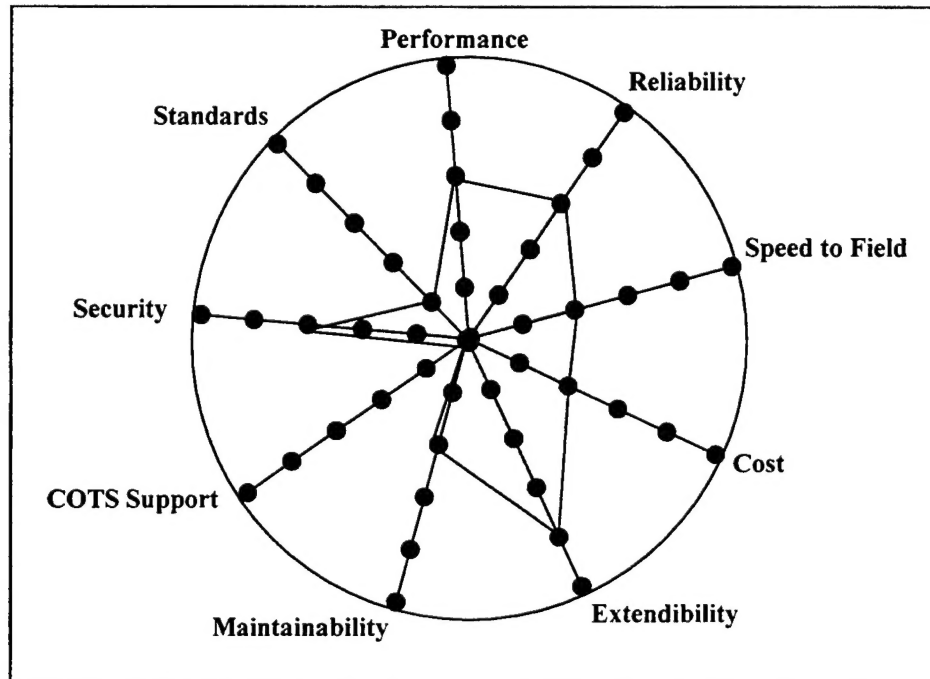 Performance
Reliability
Standards
Speed to Field
Security
Cost
COTS Support
Extendibility
Maintainability